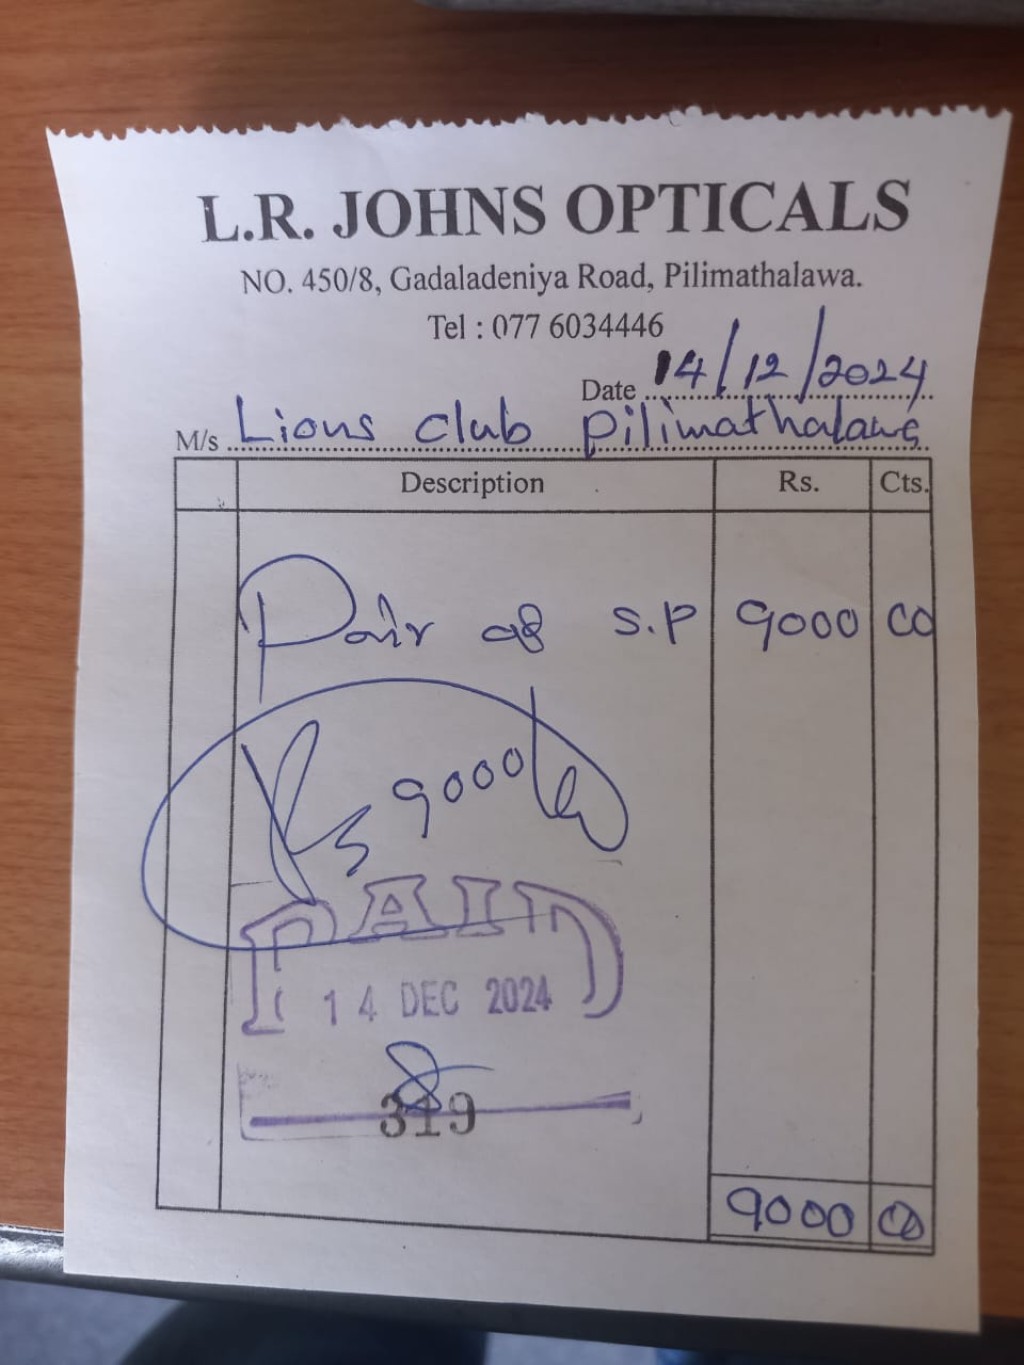 L.R. JOHNS OPTICALS
NO. 450/8, Gadaladeniya Road, Pilimathalawa.
Tel : 077 6034446
Date 14/12/2024
M/s Lions club pilimathalawa
Description Rs. Cts.
Pair of S.P 9000 00
Rs 9000/
PAID
14 DEC 2024
319
9000 00